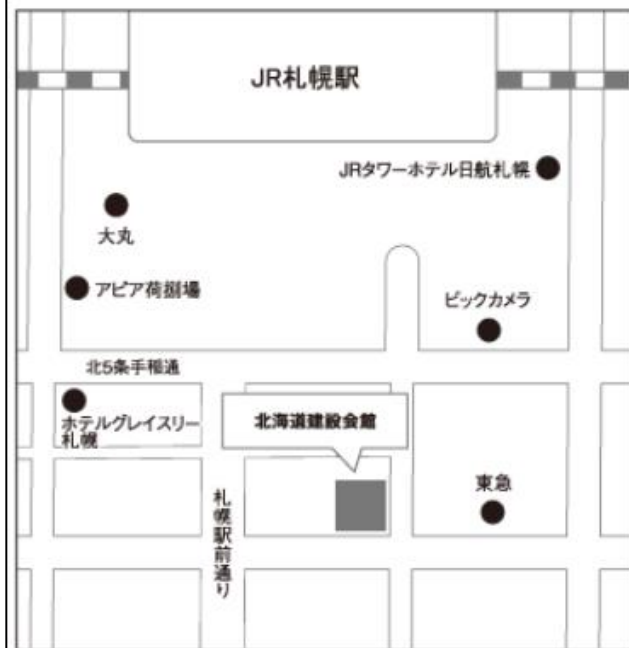 JR札幌駅
JRタワーホテル日航札幌
大丸
アピア荷捌場
ビックカメラ
北5条手稲通
ホテルグレイスリー
札幌
北海道建設会館
東急
札幌駅前通り